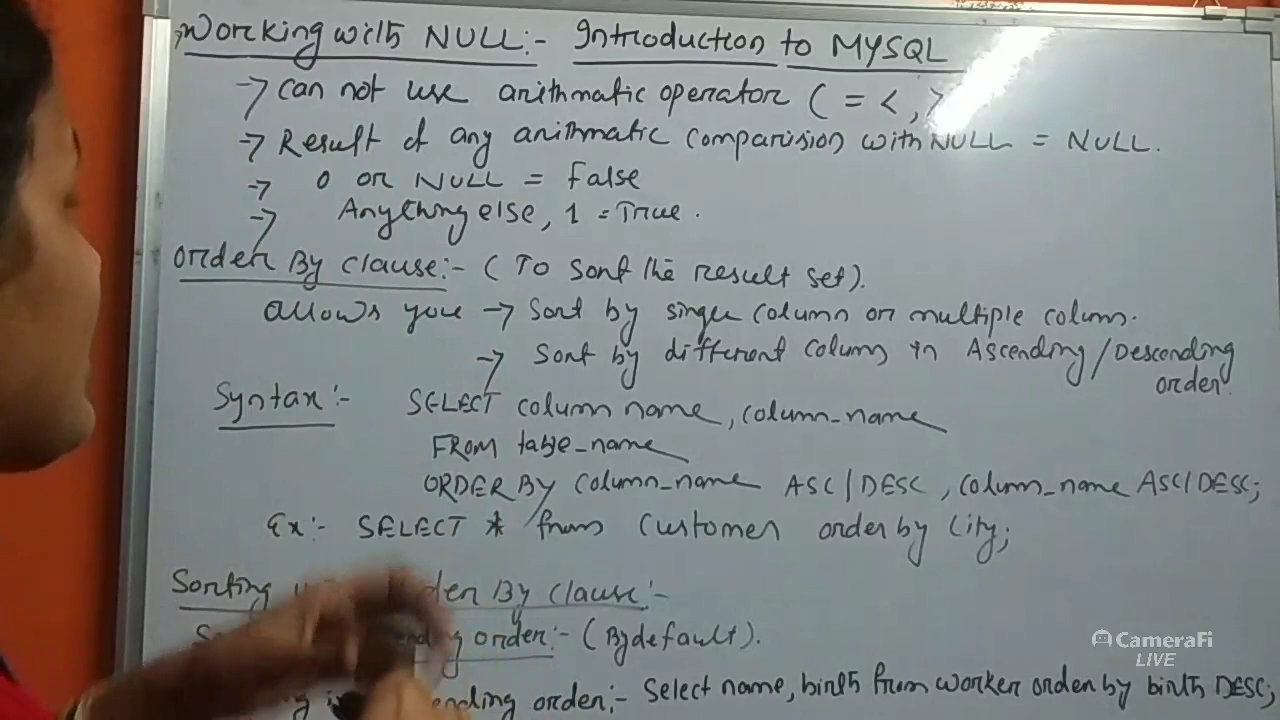 Working with NULL:- Introduction to MYSQL
→ Can not use arithmatic operator ( = < , >
→ Result of any arithmatic comparision with NULL = NULL.
→ 0 or NULL = false
→ Anything else, 1 = True.
Order By clause:- ( To sort the result set).
allows you → Sort by single column or multiple column.
→ Sort by different column in Ascending/Descending
order.
Syntax:- SELECT column name, column_name
FROM table_name
ORDER BY column_name ASC/DESC, column_name ASC/DESC;
Ex:- SELECT * from Customer order by City;
Sorting Order By clause:-
order:- (By default).
order:- Select name, birth from worker order by birth DESC;
CameraFi
LIVE